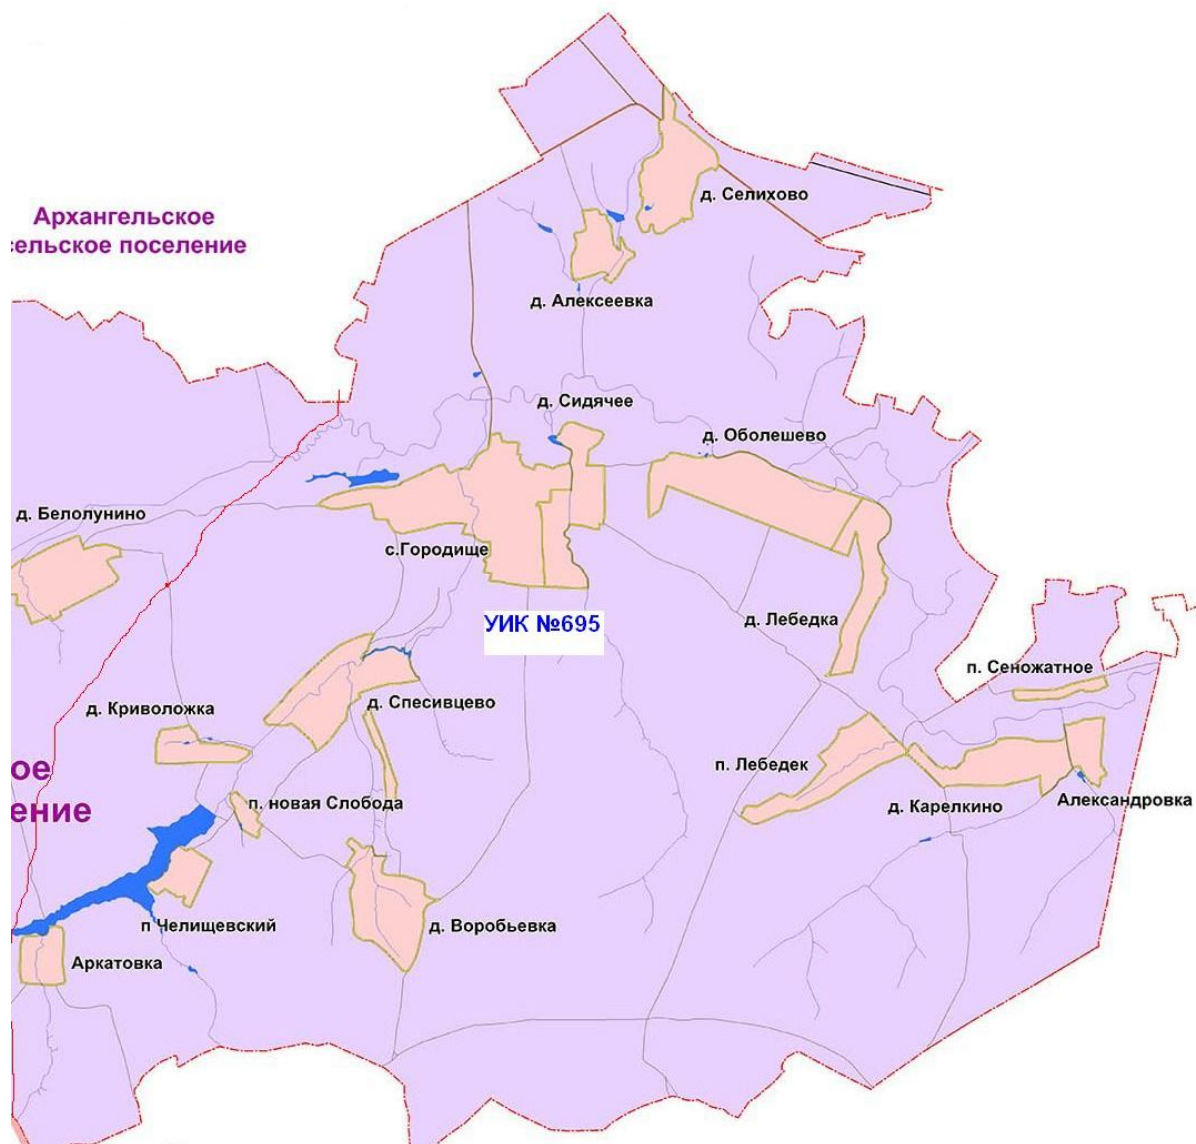 д. Селихово
Архангельское
сельское поселение
д. Алексеевка
д. Сидячее
д. Оболешево
д. Белолунино
с.Городище
УИК №695
д. Лебедка
п. Сеножатное
д. Спесивцево
д. Криволожка
ое
ение
п. Лебедек
п. новая Слобода
д. Карелкино
Александровка
п Челищевский
д. Воробьевка
Аркатовка